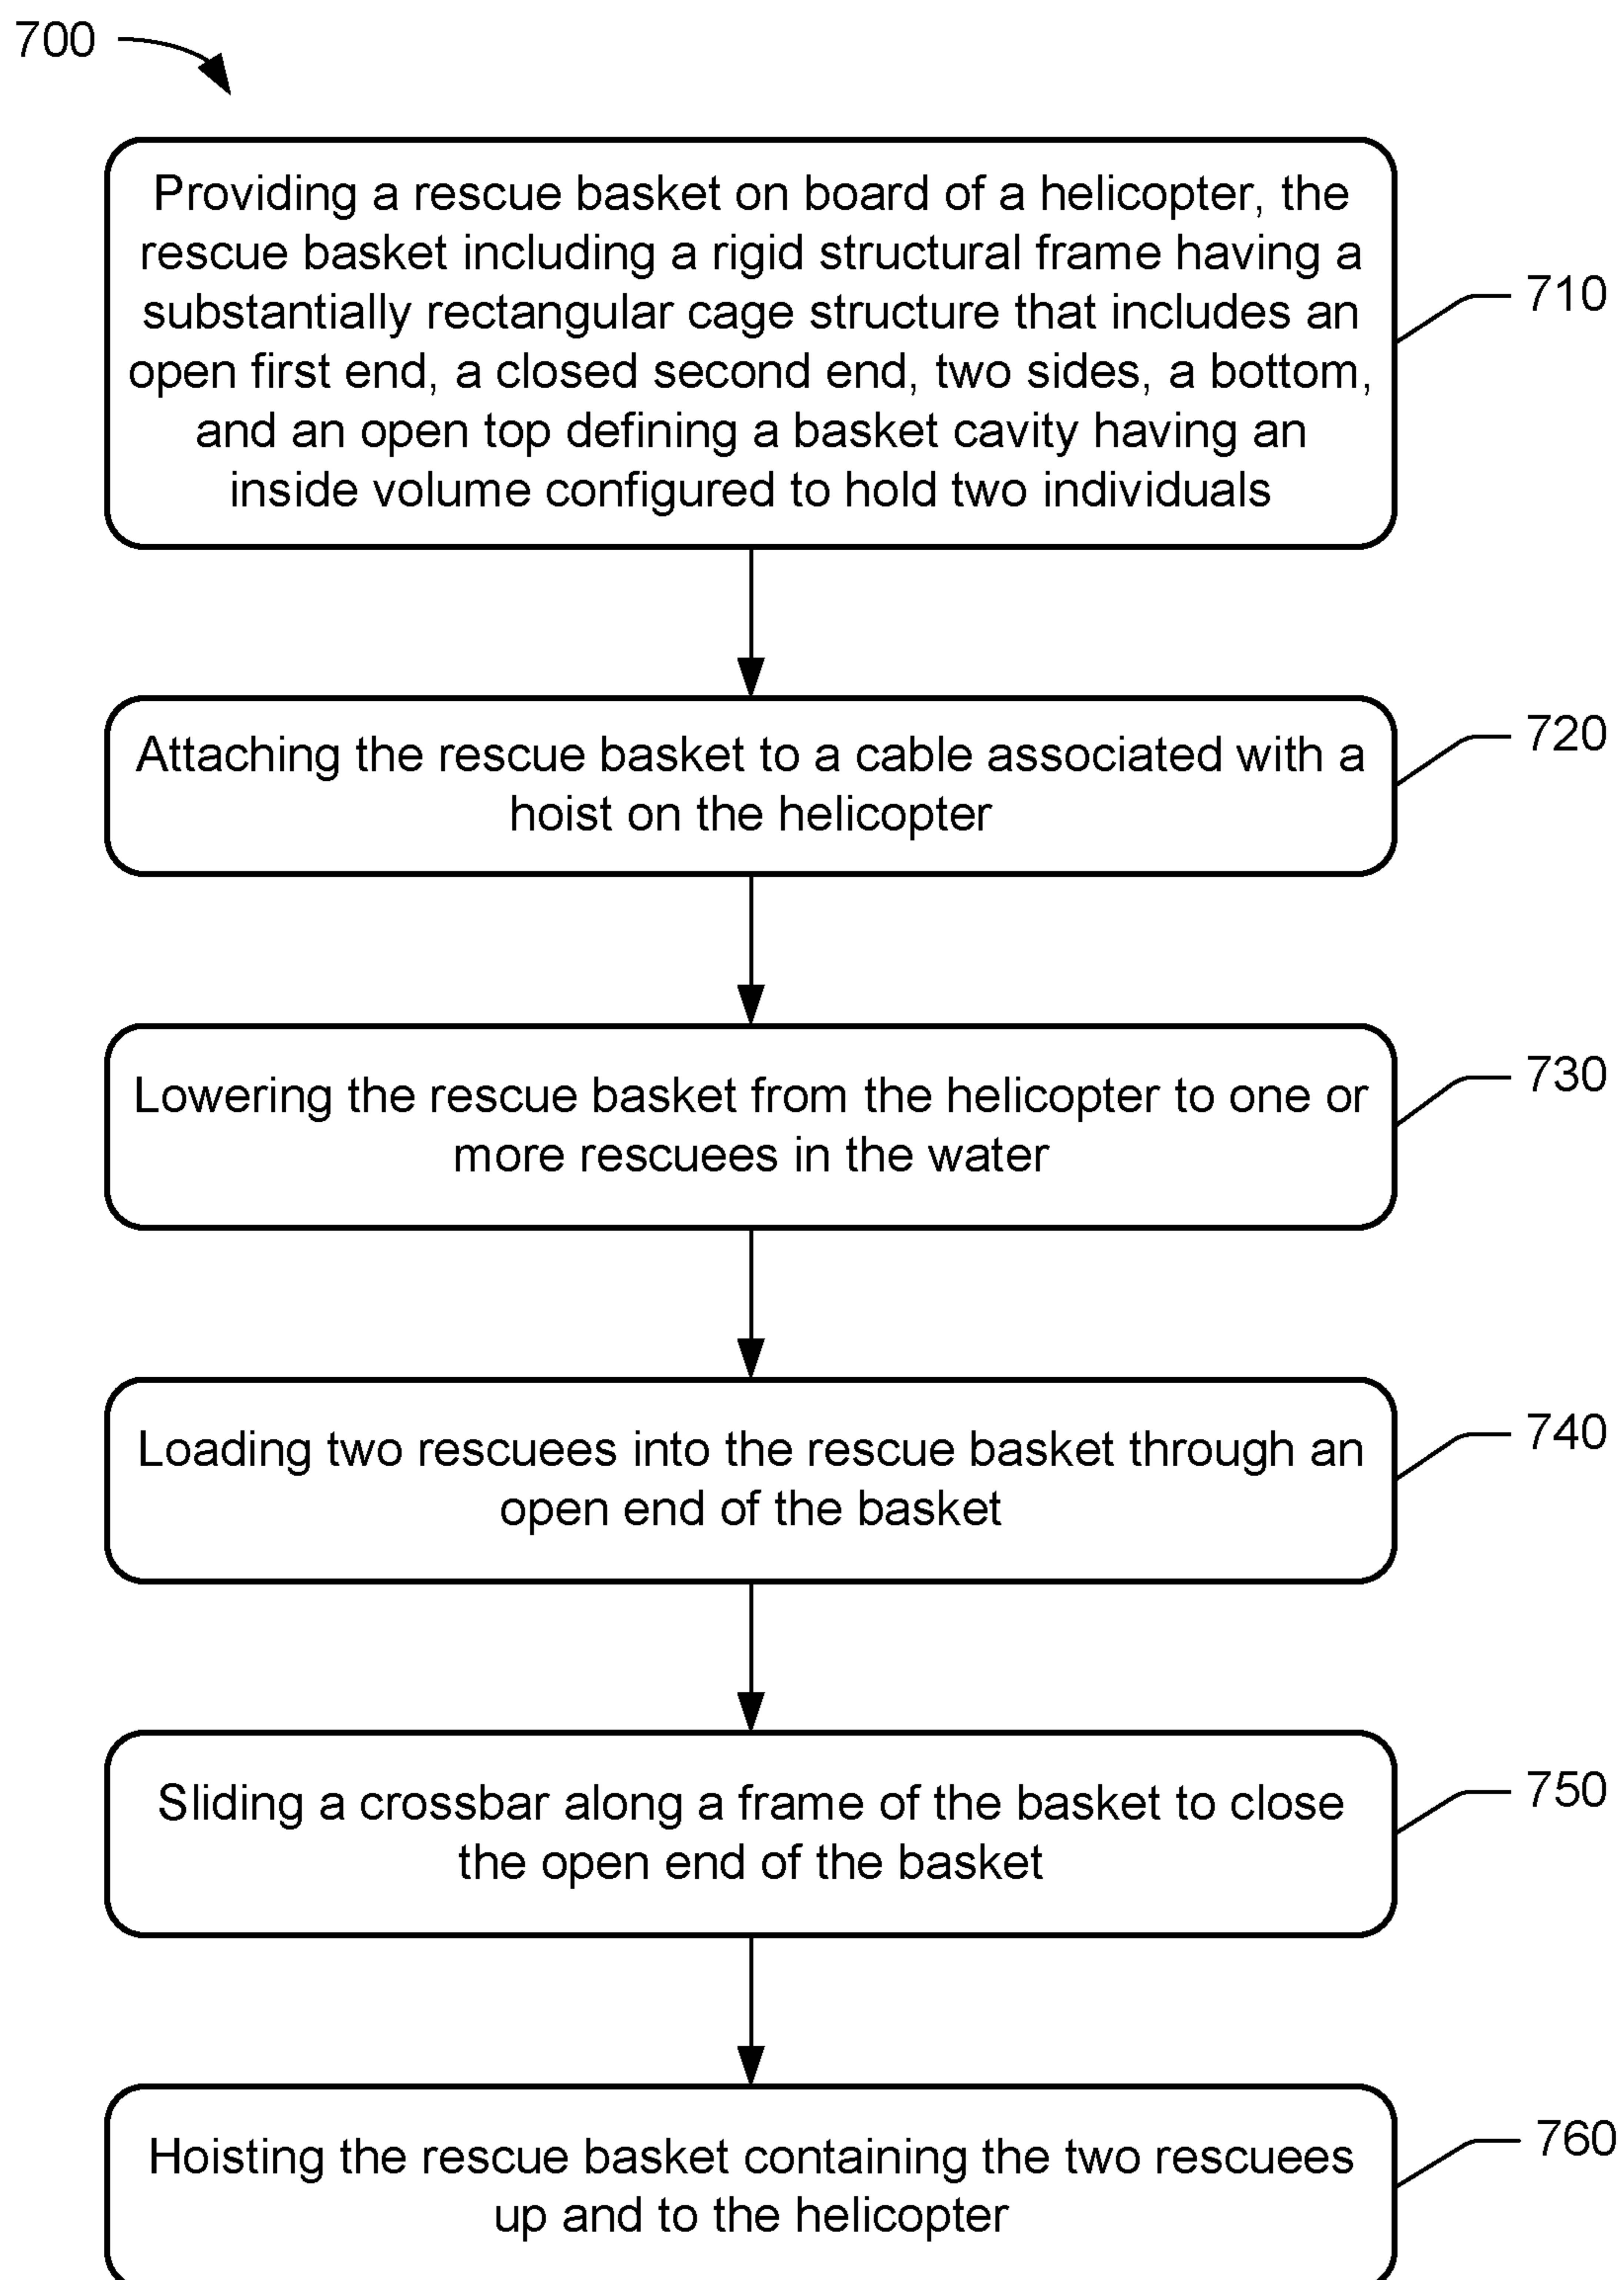 700
Providing a rescue basket on board of a helicopter, the
rescue basket including a rigid structural frame having a
substantially rectangular cage structure that includes an
open first end, a closed second end, two sides, a bottom,
and an open top defining a basket cavity having an
inside volume configured to hold two individuals
710
Attaching the rescue basket to a cable associated with a
hoist on the helicopter
720
Lowering the rescue basket from the helicopter to one or
more rescuees in the water
730
Loading two rescuees into the rescue basket through an
open end of the basket
740
Sliding a crossbar along a frame of the basket to close
the open end of the basket
750
Hoisting the rescue basket containing the two rescuees
up and to the helicopter
760